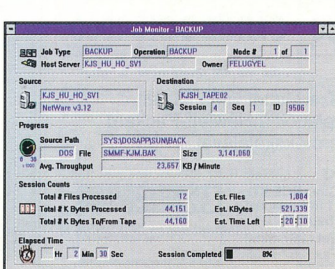 Job Monitor - BACKUP
Job Type BACKUP Operation BACKUP Node # 1 of 1
Host Server KJS_HU_HO_SV1 Owner FELUGYEL
Source Destination
KJS_HU_HO_SV1 KJSH_TAPE02
NetWare v3.12 Session 4 Seq 1 ID 9506
Progress
Source Path SYS:\DOSAPP\SUN\BACK
DOS File SMMF-KJM.BAK Size 3,141,060
Avg. Throughput 23,657 KB / Minute
Session Counts
Total # Files Processed 12 Est. Files 1,804
Total # K Bytes Processed 44,151 Est. KBytes 521,339
Total # K Bytes To/From Tape 44,160 Est. Time Left :20:10
Elapsed Time
Hr 2 Min 30 Sec Session Completed 8%